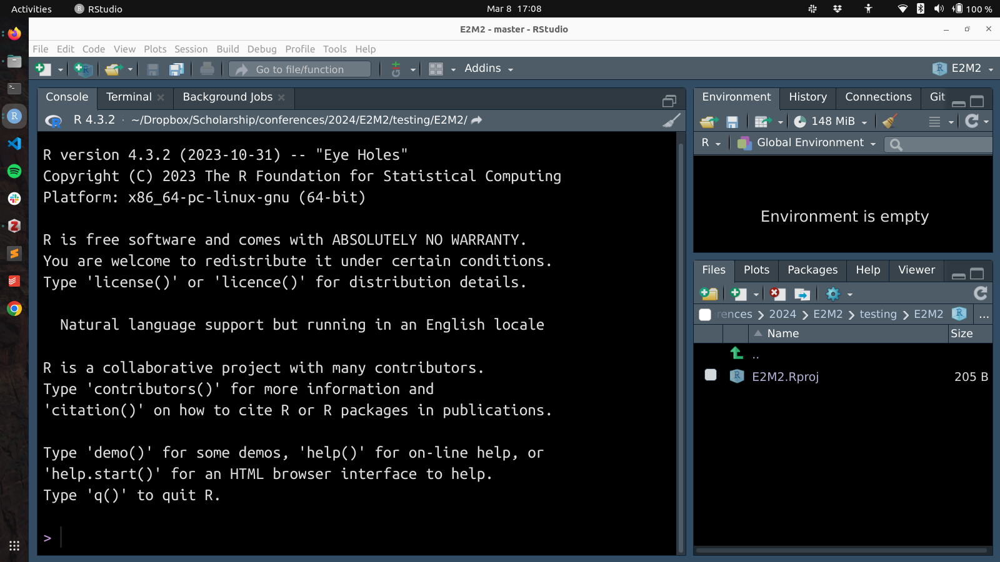 Activities
RStudio
Mar 8 17:08
100 %
E2M2 - master - RStudio
File Edit Code View Plots Session Build Debug Profile Tools Help
Go to file/function
Addins
E2M2
Console
Terminal
Background Jobs
R 4.3.2 · ~/Dropbox/Scholarship/conferences/2024/E2M2/testing/E2M2/
R version 4.3.2 (2023-10-31) -- "Eye Holes"
Copyright (C) 2023 The R Foundation for Statistical Computing
Platform: x86_64-pc-linux-gnu (64-bit)
R is free software and comes with ABSOLUTELY NO WARRANTY.
You are welcome to redistribute it under certain conditions.
Type 'license()' or 'licence()' for distribution details.
Natural language support but running in an English locale
R is a collaborative project with many contributors.
Type 'contributors()' for more information and
'citation()' on how to cite R or R packages in publications.
Type 'demo()' for some demos, 'help()' for on-line help, or
'help.start()' for an HTML browser interface to help.
Type 'q()' to quit R.
>
Environment History Connections Git
148 MiB
R
Global Environment
Environment is empty
Files Plots Packages Help Viewer
rences 2024 E2M2 testing E2M2 ...
Name Size
..
E2M2.Rproj 205 B